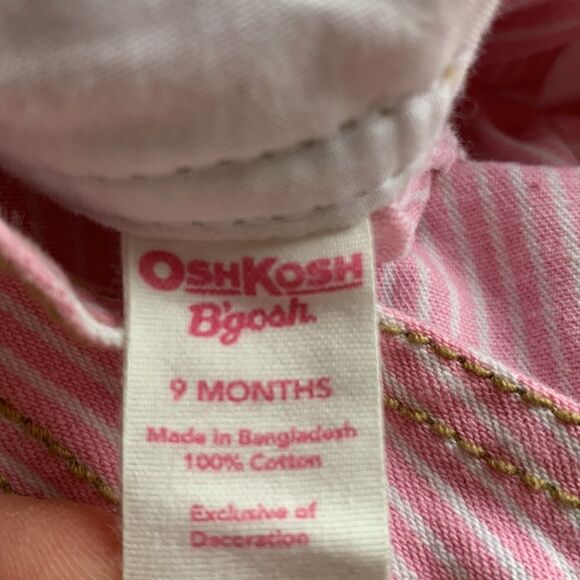 OSHKOSH
B'gosh.
9 MONTHS
Made in Bangladesh
100% Cotton
Exclusive of
Decoration